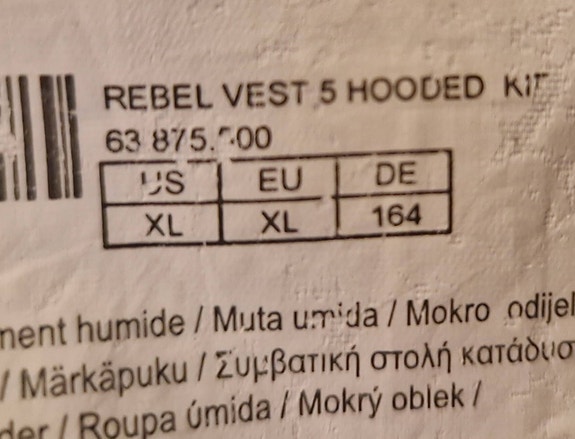 REBEL VEST 5 HOODED
US EU DE
XL XL 164
humide / Muta umida / Mokro
/ Märkäpuku / Συμβατική στολή
/ Roupa úmida / Mokrý oblek /